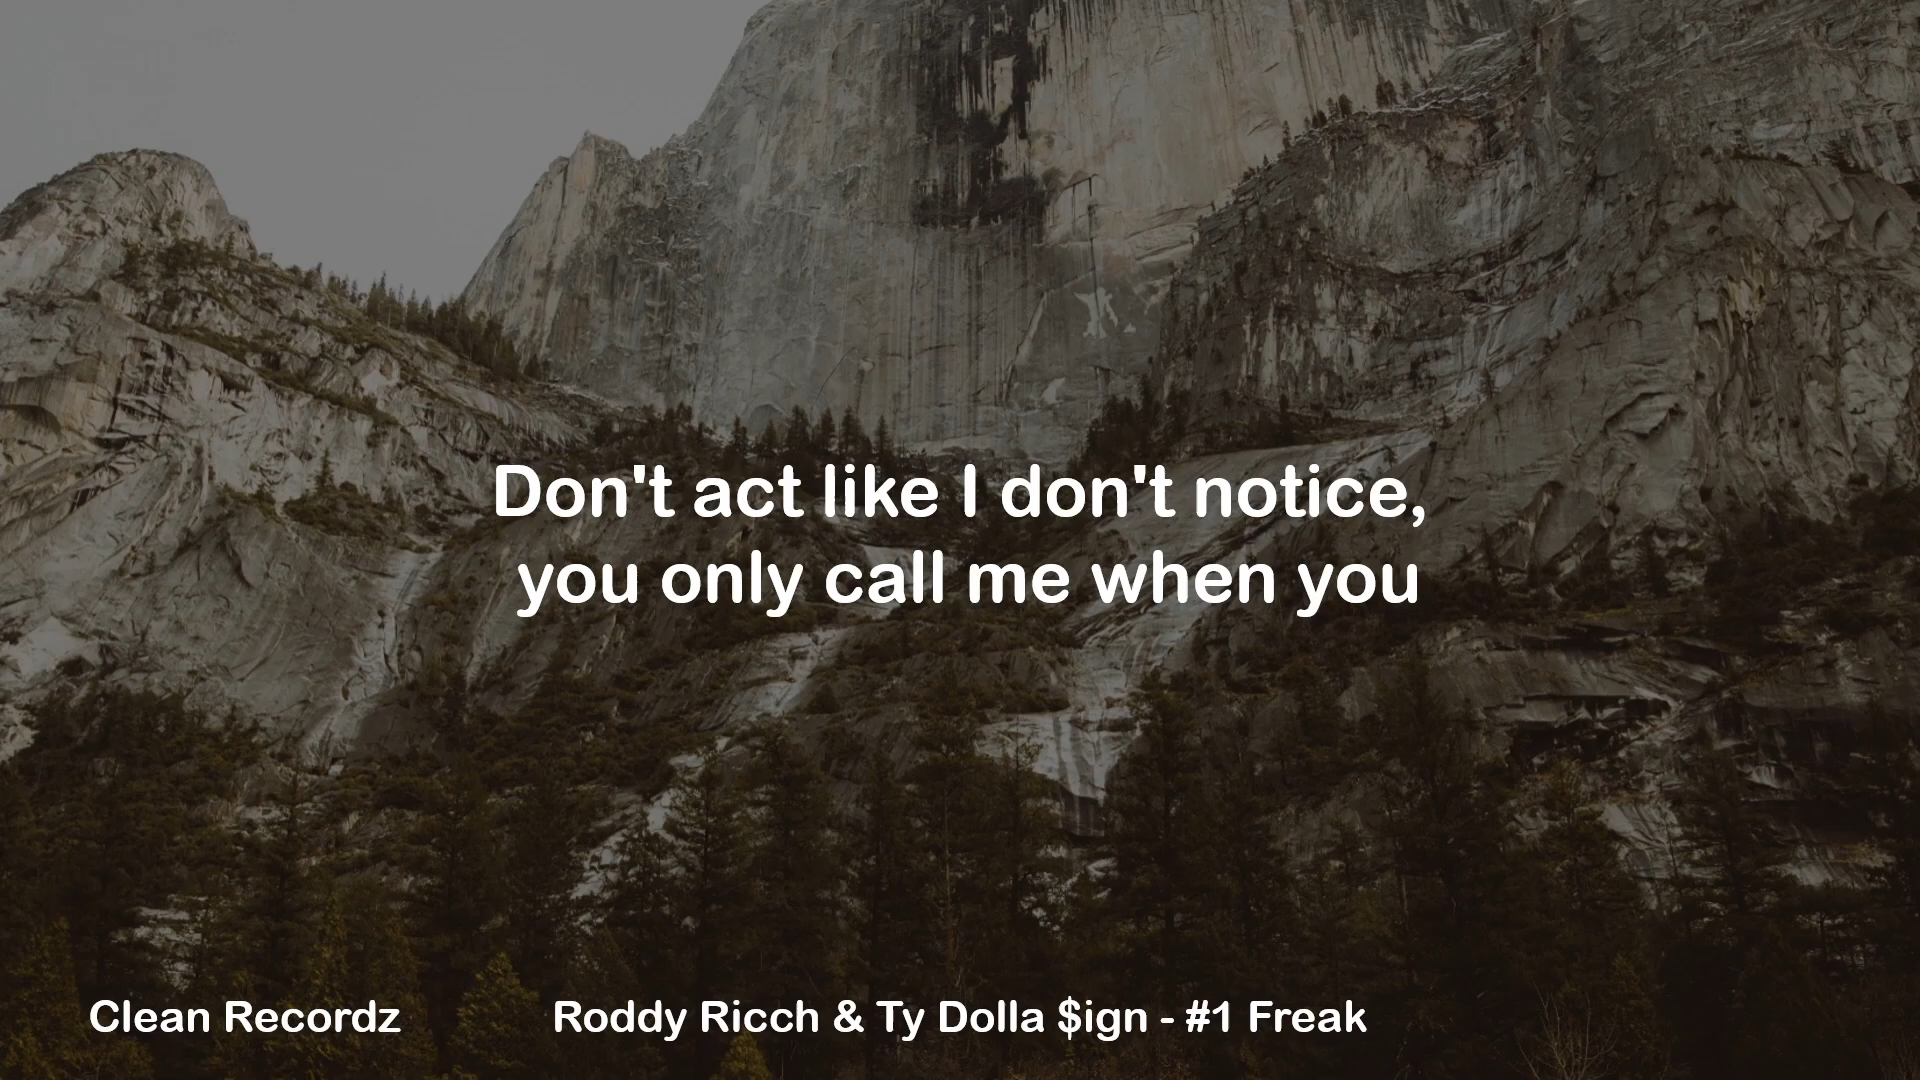 Don't act like I don't notice,
you only call me when you
Clean Recordz
Roddy Ricch & Ty Dolla $ign - #1 Freak